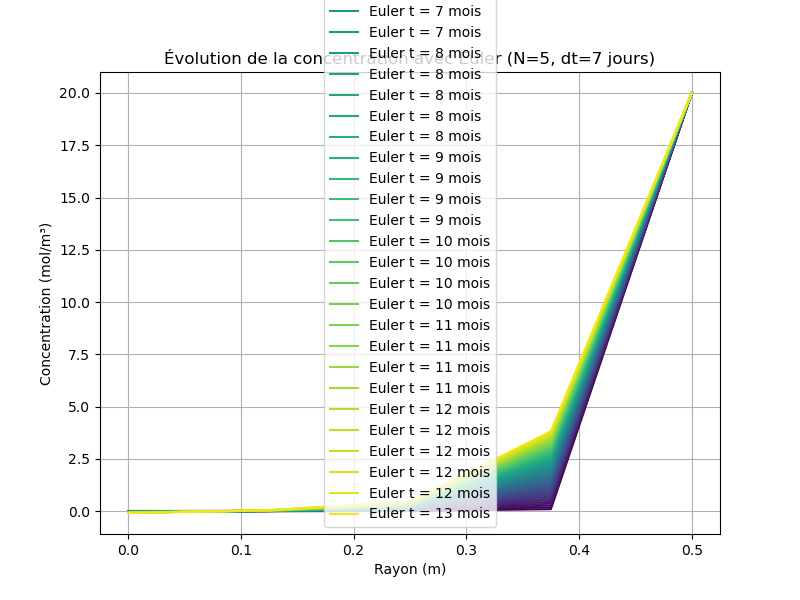 Évolution de la concentration avec Euler (N=5, dt=7 jours)
Euler t = 7 mois
Euler t = 7 mois
Euler t = 8 mois
Euler t = 8 mois
Euler t = 8 mois
Euler t = 8 mois
Euler t = 8 mois
Euler t = 9 mois
Euler t = 9 mois
Euler t = 9 mois
Euler t = 9 mois
Euler t = 10 mois
Euler t = 10 mois
Euler t = 10 mois
Euler t = 10 mois
Euler t = 11 mois
Euler t = 11 mois
Euler t = 11 mois
Euler t = 11 mois
Euler t = 12 mois
Euler t = 12 mois
Euler t = 12 mois
Euler t = 12 mois
Euler t = 12 mois
Euler t = 13 mois
Concentration (mol/m³)
20.0
17.5
15.0
12.5
10.0
7.5
5.0
2.5
0.0
0.0 0.1 0.2 0.3 0.4 0.5
Rayon (m)